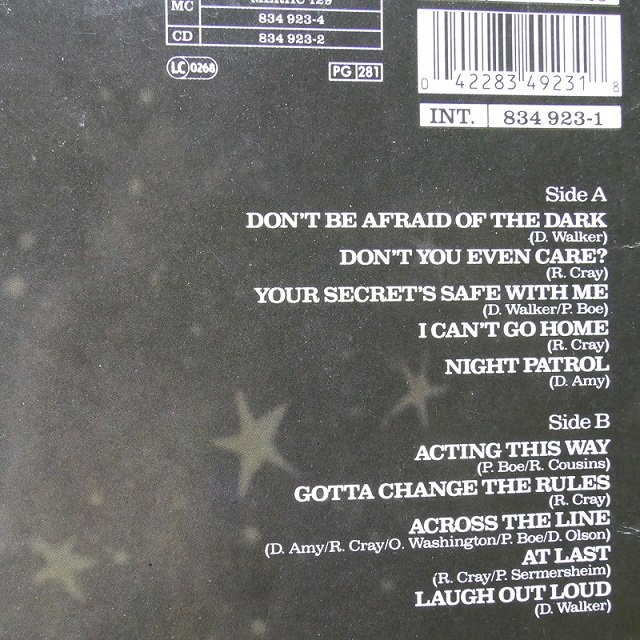 MC MERHC 129
834 923-4
CD 834 923-2
LC 0268
PG 281
0 42283 49231 8
INT. 834 923-1
Side A
DON'T BE AFRAID OF THE DARK
(D. Walker)
DON'T YOU EVEN CARE?
(R. Cray)
YOUR SECRET'S SAFE WITH ME
(D. Walker/P. Boe)
I CAN'T GO HOME
(R. Cray)
NIGHT PATROL
(D. Amy)
Side B
ACTING THIS WAY
(P. Boe/R. Cousins)
GOTTA CHANGE THE RULES
(R. Cray)
ACROSS THE LINE
(D. Amy/R. Cray/O. Washington/P. Boe/D. Olson)
AT LAST
(R. Cray/P. Sermersheim)
LAUGH OUT LOUD
(D. Walker)